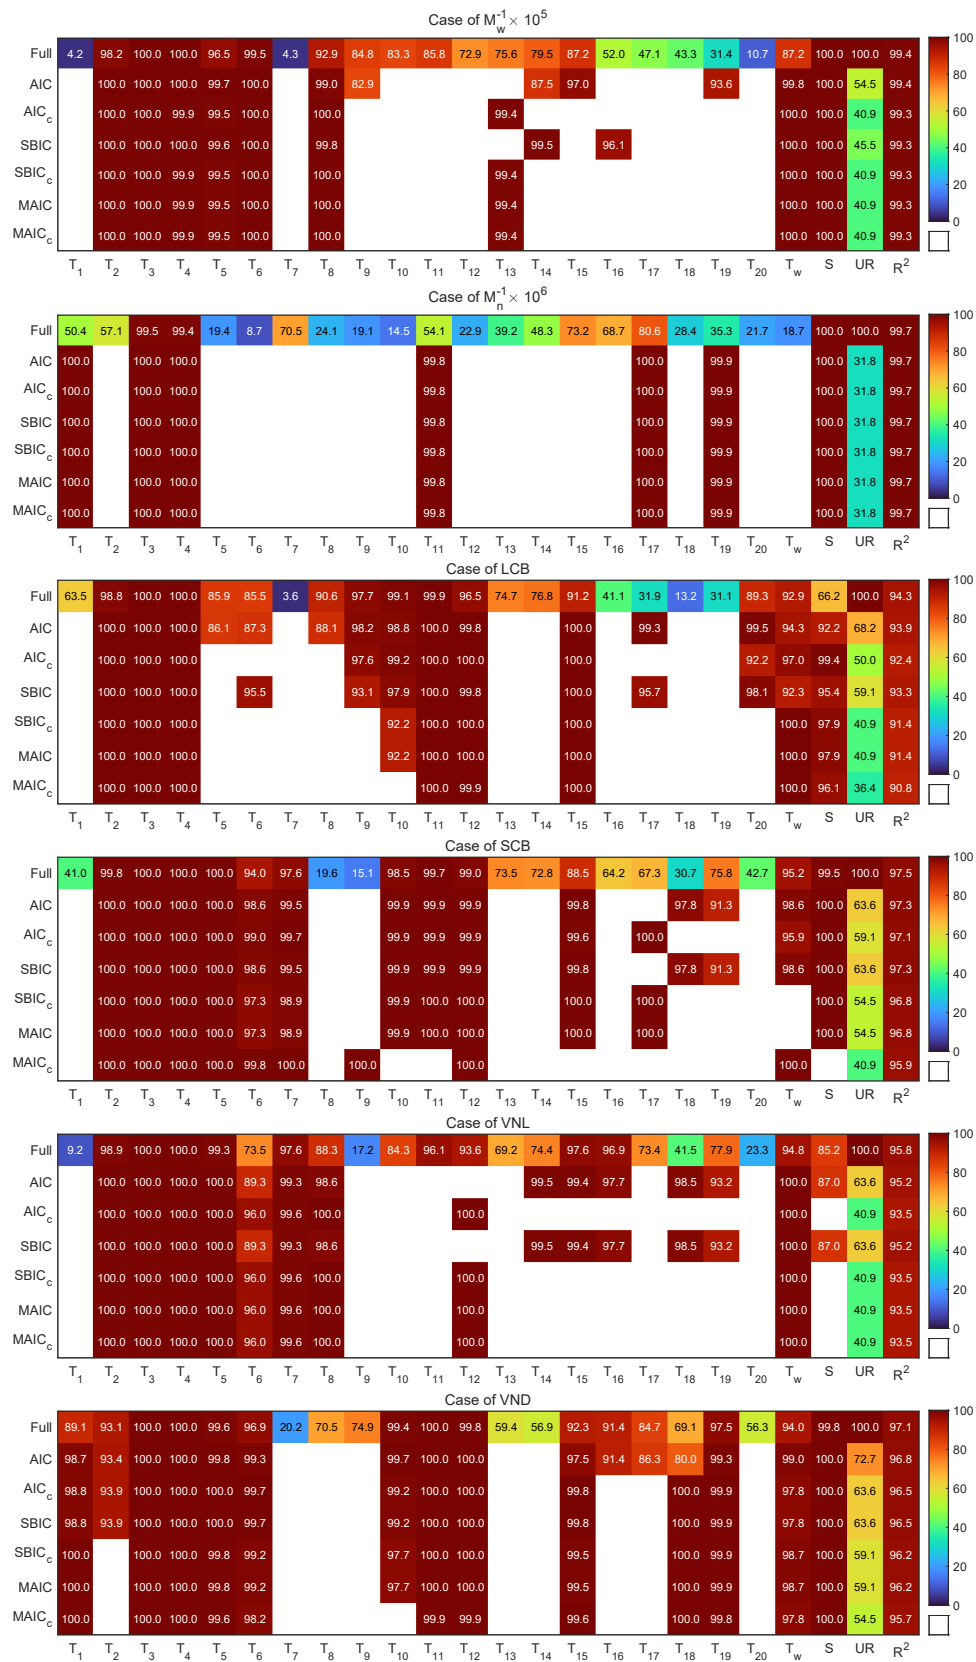 Case of M_w^-1 × 10^5
Full 4.2 98.2 100.0 100.0 96.5 99.5 4.3 92.9 84.8 83.3 85.8 72.9 75.6 79.5 87.2 52.0 47.1 43.3 31.4 10.7 87.2 100.0 100.0 99.4
AIC 100.0 100.0 100.0 99.7 100.0 99.0 82.9 87.5 97.0 93.6 99.8 100.0 54.5 99.4
AIC_c 100.0 100.0 99.9 99.5 100.0 100.0 99.4 100.0 100.0 40.9 99.3
SBIC 100.0 100.0 100.0 99.6 100.0 99.8 99.5 96.1 100.0 100.0 45.5 99.3
SBIC_c 100.0 100.0 99.9 99.5 100.0 100.0 99.4 100.0 100.0 40.9 99.3
MAIC 100.0 100.0 99.9 99.5 100.0 100.0 99.4 100.0 100.0 40.9 99.3
MAIC_c 100.0 100.0 99.9 99.5 100.0 100.0 99.4 100.0 100.0 40.9 99.3
T_1 T_2 T_3 T_4 T_5 T_6 T_7 T_8 T_9 T_10 T_11 T_12 T_13 T_14 T_15 T_16 T_17 T_18 T_19 T_20 T_w S UR R^2
100
80
60
40
20
0
Case of M_n^-1 × 10^6
Full 50.4 57.1 99.5 99.4 19.4 8.7 70.5 24.1 19.1 14.5 54.1 22.9 39.2 48.3 73.2 68.7 80.6 28.4 35.3 21.7 18.7 100.0 100.0 99.7
AIC 100.0 100.0 100.0 99.8 100.0 99.9 100.0 31.8 99.7
AIC_c 100.0 100.0 100.0 99.8 100.0 99.9 100.0 31.8 99.7
SBIC 100.0 100.0 100.0 99.8 100.0 99.9 100.0 31.8 99.7
SBIC_c 100.0 100.0 100.0 99.8 100.0 99.9 100.0 31.8 99.7
MAIC 100.0 100.0 100.0 99.8 100.0 99.9 100.0 31.8 99.7
MAIC_c 100.0 100.0 100.0 99.8 100.0 99.9 100.0 31.8 99.7
T_1 T_2 T_3 T_4 T_5 T_6 T_7 T_8 T_9 T_10 T_11 T_12 T_13 T_14 T_15 T_16 T_17 T_18 T_19 T_20 T_w S UR R^2
100
80
60
40
20
0
Case of LCB
Full 63.5 98.8 100.0 100.0 85.9 85.5 3.6 90.6 97.7 99.1 99.9 96.5 74.7 76.8 91.2 41.1 31.9 13.2 31.1 89.3 92.9 66.2 100.0 94.3
AIC 100.0 100.0 100.0 86.1 87.3 88.1 98.2 98.8 100.0 99.8 100.0 99.3 99.5 94.3 92.2 68.2 93.9
AIC_c 100.0 100.0 100.0 97.6 99.2 100.0 100.0 100.0 92.2 97.0 99.4 50.0 92.4
SBIC 100.0 100.0 100.0 95.5 93.1 97.9 100.0 99.8 100.0 95.7 98.1 92.3 95.4 59.1 93.3
SBIC_c 100.0 100.0 100.0 92.2 100.0 100.0 100.0 100.0 97.9 40.9 91.4
MAIC 100.0 100.0 100.0 92.2 100.0 100.0 100.0 100.0 97.9 40.9 91.4
MAIC_c 100.0 100.0 100.0 100.0 99.9 100.0 100.0 96.1 36.4 90.8
T_1 T_2 T_3 T_4 T_5 T_6 T_7 T_8 T_9 T_10 T_11 T_12 T_13 T_14 T_15 T_16 T_17 T_18 T_19 T_20 T_w S UR R^2
100
80
60
40
20
0
Case of SCB
Full 41.0 99.8 100.0 100.0 100.0 94.0 97.6 19.6 15.1 98.5 99.7 99.0 73.5 72.8 88.5 64.2 67.3 30.7 75.8 42.7 95.2 99.5 100.0 97.5
AIC 100.0 100.0 100.0 100.0 98.6 99.5 99.9 99.9 99.9 99.8 97.8 91.3 98.6 100.0 63.6 97.3
AIC_c 100.0 100.0 100.0 100.0 99.0 99.7 99.9 99.9 99.9 99.6 100.0 95.9 100.0 59.1 97.1
SBIC 100.0 100.0 100.0 100.0 98.6 99.5 99.9 99.9 99.9 99.8 97.8 91.3 98.6 100.0 63.6 97.3
SBIC_c 100.0 100.0 100.0 100.0 97.3 98.9 99.9 100.0 100.0 100.0 100.0 100.0 54.5 96.8
MAIC 100.0 100.0 100.0 100.0 97.3 98.9 99.9 100.0 100.0 100.0 100.0 100.0 54.5 96.8
MAIC_c 100.0 100.0 100.0 100.0 99.8 100.0 100.0 100.0 100.0 40.9 95.9
T_1 T_2 T_3 T_4 T_5 T_6 T_7 T_8 T_9 T_10 T_11 T_12 T_13 T_14 T_15 T_16 T_17 T_18 T_19 T_20 T_w S UR R^2
100
80
60
40
20
0
Case of VNL
Full 9.2 98.9 100.0 100.0 99.3 73.5 97.6 88.3 17.2 84.3 96.1 93.6 69.2 74.4 97.6 96.9 73.4 41.5 77.9 23.3 94.8 85.2 100.0 95.8
AIC 100.0 100.0 100.0 100.0 89.3 99.3 98.6 99.5 99.4 97.7 98.5 93.2 100.0 87.0 63.6 95.2
AIC_c 100.0 100.0 100.0 100.0 96.0 99.6 100.0 100.0 100.0 40.9 93.5
SBIC 100.0 100.0 100.0 100.0 89.3 99.3 98.6 99.5 99.4 97.7 98.5 93.2 100.0 87.0 63.6 95.2
SBIC_c 100.0 100.0 100.0 100.0 96.0 99.6 100.0 100.0 100.0 40.9 93.5
MAIC 100.0 100.0 100.0 100.0 96.0 99.6 100.0 100.0 100.0 40.9 93.5
MAIC_c 100.0 100.0 100.0 100.0 96.0 99.6 100.0 100.0 100.0 40.9 93.5
T_1 T_2 T_3 T_4 T_5 T_6 T_7 T_8 T_9 T_10 T_11 T_12 T_13 T_14 T_15 T_16 T_17 T_18 T_19 T_20 T_w S UR R^2
100
80
60
40
20
0
Case of VND
Full 89.1 93.1 100.0 100.0 99.6 96.9 20.2 70.5 74.9 99.4 100.0 99.8 59.4 56.9 92.3 91.4 84.7 69.1 97.5 56.3 94.0 99.8 100.0 97.1
AIC 98.7 93.4 100.0 100.0 99.8 99.3 99.7 100.0 100.0 97.5 91.4 86.3 80.0 99.3 99.0 100.0 72.7 96.8
AIC_c 98.8 93.9 100.0 100.0 100.0 99.7 99.2 100.0 100.0 99.8 100.0 99.9 97.8 100.0 63.6 96.5
SBIC 98.8 93.9 100.0 100.0 100.0 99.7 99.2 100.0 100.0 99.8 100.0 99.9 97.8 100.0 63.6 96.5
SBIC_c 100.0 100.0 100.0 99.8 99.2 97.7 100.0 100.0 99.5 100.0 99.9 98.7 100.0 59.1 96.2
MAIC 100.0 100.0 100.0 99.8 99.2 97.7 100.0 100.0 99.5 100.0 99.9 98.7 100.0 59.1 96.2
MAIC_c 100.0 100.0 100.0 99.6 98.2 99.9 99.9 99.6 100.0 99.8 97.8 100.0 54.5 95.7
T_1 T_2 T_3 T_4 T_5 T_6 T_7 T_8 T_9 T_10 T_11 T_12 T_13 T_14 T_15 T_16 T_17 T_18 T_19 T_20 T_w S UR R^2
100
80
60
40
20
0